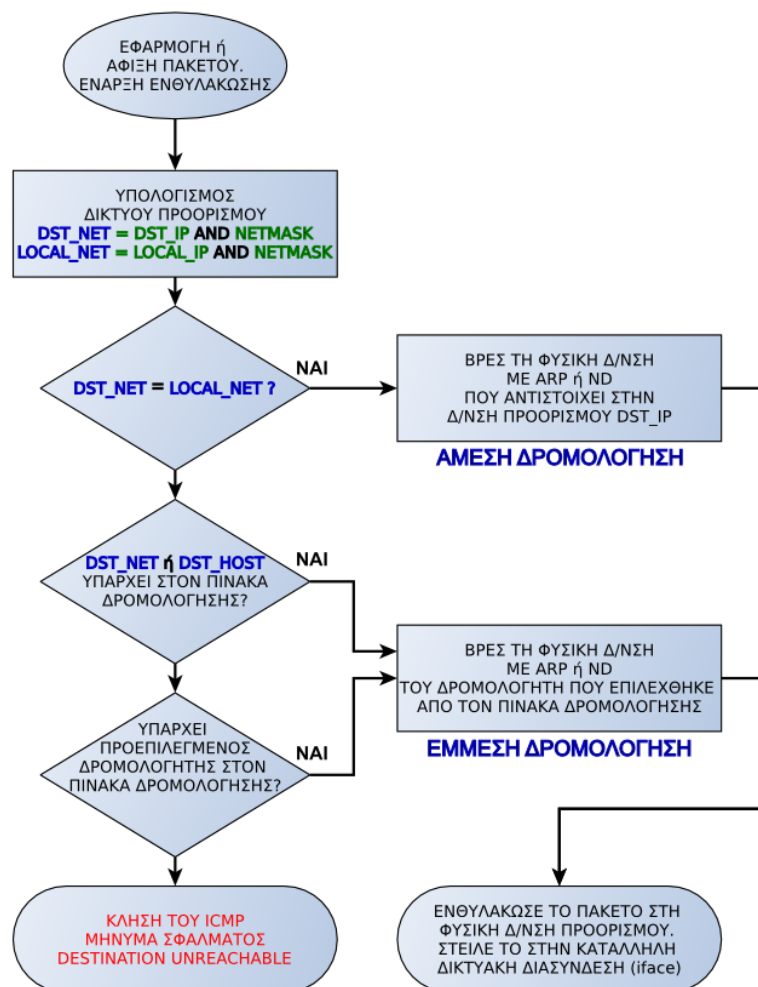 ΕΦΑΡΜΟΓΗ ή
ΑΦΙΞΗ ΠΑΚΕΤΟΥ.
ΕΝΑΡΞΗ ΕΝΘΥΛΑΚΩΣΗΣ
ΥΠΟΛΟΓΙΣΜΟΣ
ΔΙΚΤΥΟΥ ΠΡΟΟΡΙΣΜΟΥ
DST_NET = DST_IP AND NETMASK
LOCAL_NET = LOCAL_IP AND NETMASK
DST_NET = LOCAL_NET ?
ΝΑΙ
ΒΡΕΣ ΤΗ ΦΥΣΙΚΗ Δ/ΝΣΗ
ΜΕ ARP ή ND
ΠΟΥ ΑΝΤΙΣΤΟΙΧΕΙ ΣΤΗΝ
Δ/ΝΣΗ ΠΡΟΟΡΙΣΜΟΥ DST_IP
ΑΜΕΣΗ ΔΡΟΜΟΛΟΓΗΣΗ
DST_NET ή DST_HOST
ΥΠΑΡΧΕΙ ΣΤΟΝ ΠΙΝΑΚΑ
ΔΡΟΜΟΛΟΓΗΣΗΣ?
ΝΑΙ
ΒΡΕΣ ΤΗ ΦΥΣΙΚΗ Δ/ΝΣΗ
ΜΕ ARP ή ND
ΤΟΥ ΔΡΟΜΟΛΟΓΗΤΗ ΠΟΥ ΕΠΙΛΕΧΘΗΚΕ
ΑΠΟ ΤΟΝ ΠΙΝΑΚΑ ΔΡΟΜΟΛΟΓΗΣΗΣ
ΕΜΜΕΣΗ ΔΡΟΜΟΛΟΓΗΣΗ
ΥΠΑΡΧΕΙ
ΠΡΟΕΠΙΛΕΓΜΕΝΟΣ
ΔΡΟΜΟΛΟΓΗΤΗΣ ΣΤΟΝ
ΠΙΝΑΚΑ ΔΡΟΜΟΛΟΓΗΣΗΣ?
ΝΑΙ
ΚΛΗΣΗ ΤΟΥ ICMP
ΜΗΝΥΜΑ ΣΦΑΛΜΑΤΟΣ
DESTINATION UNREACHABLE
ΕΝΘΥΛΑΚΩΣΕ ΤΟ ΠΑΚΕΤΟ ΣΤΗ
ΦΥΣΙΚΗ Δ/ΝΣΗ ΠΡΟΟΡΙΣΜΟΥ.
ΣΤΕΙΛΕ ΤΟ ΣΤΗΝ ΚΑΤΑΛΛΗΛΗ
ΔΙΚΤΥΑΚΗ ΔΙΑΣΥΝΔΕΣΗ (iface)